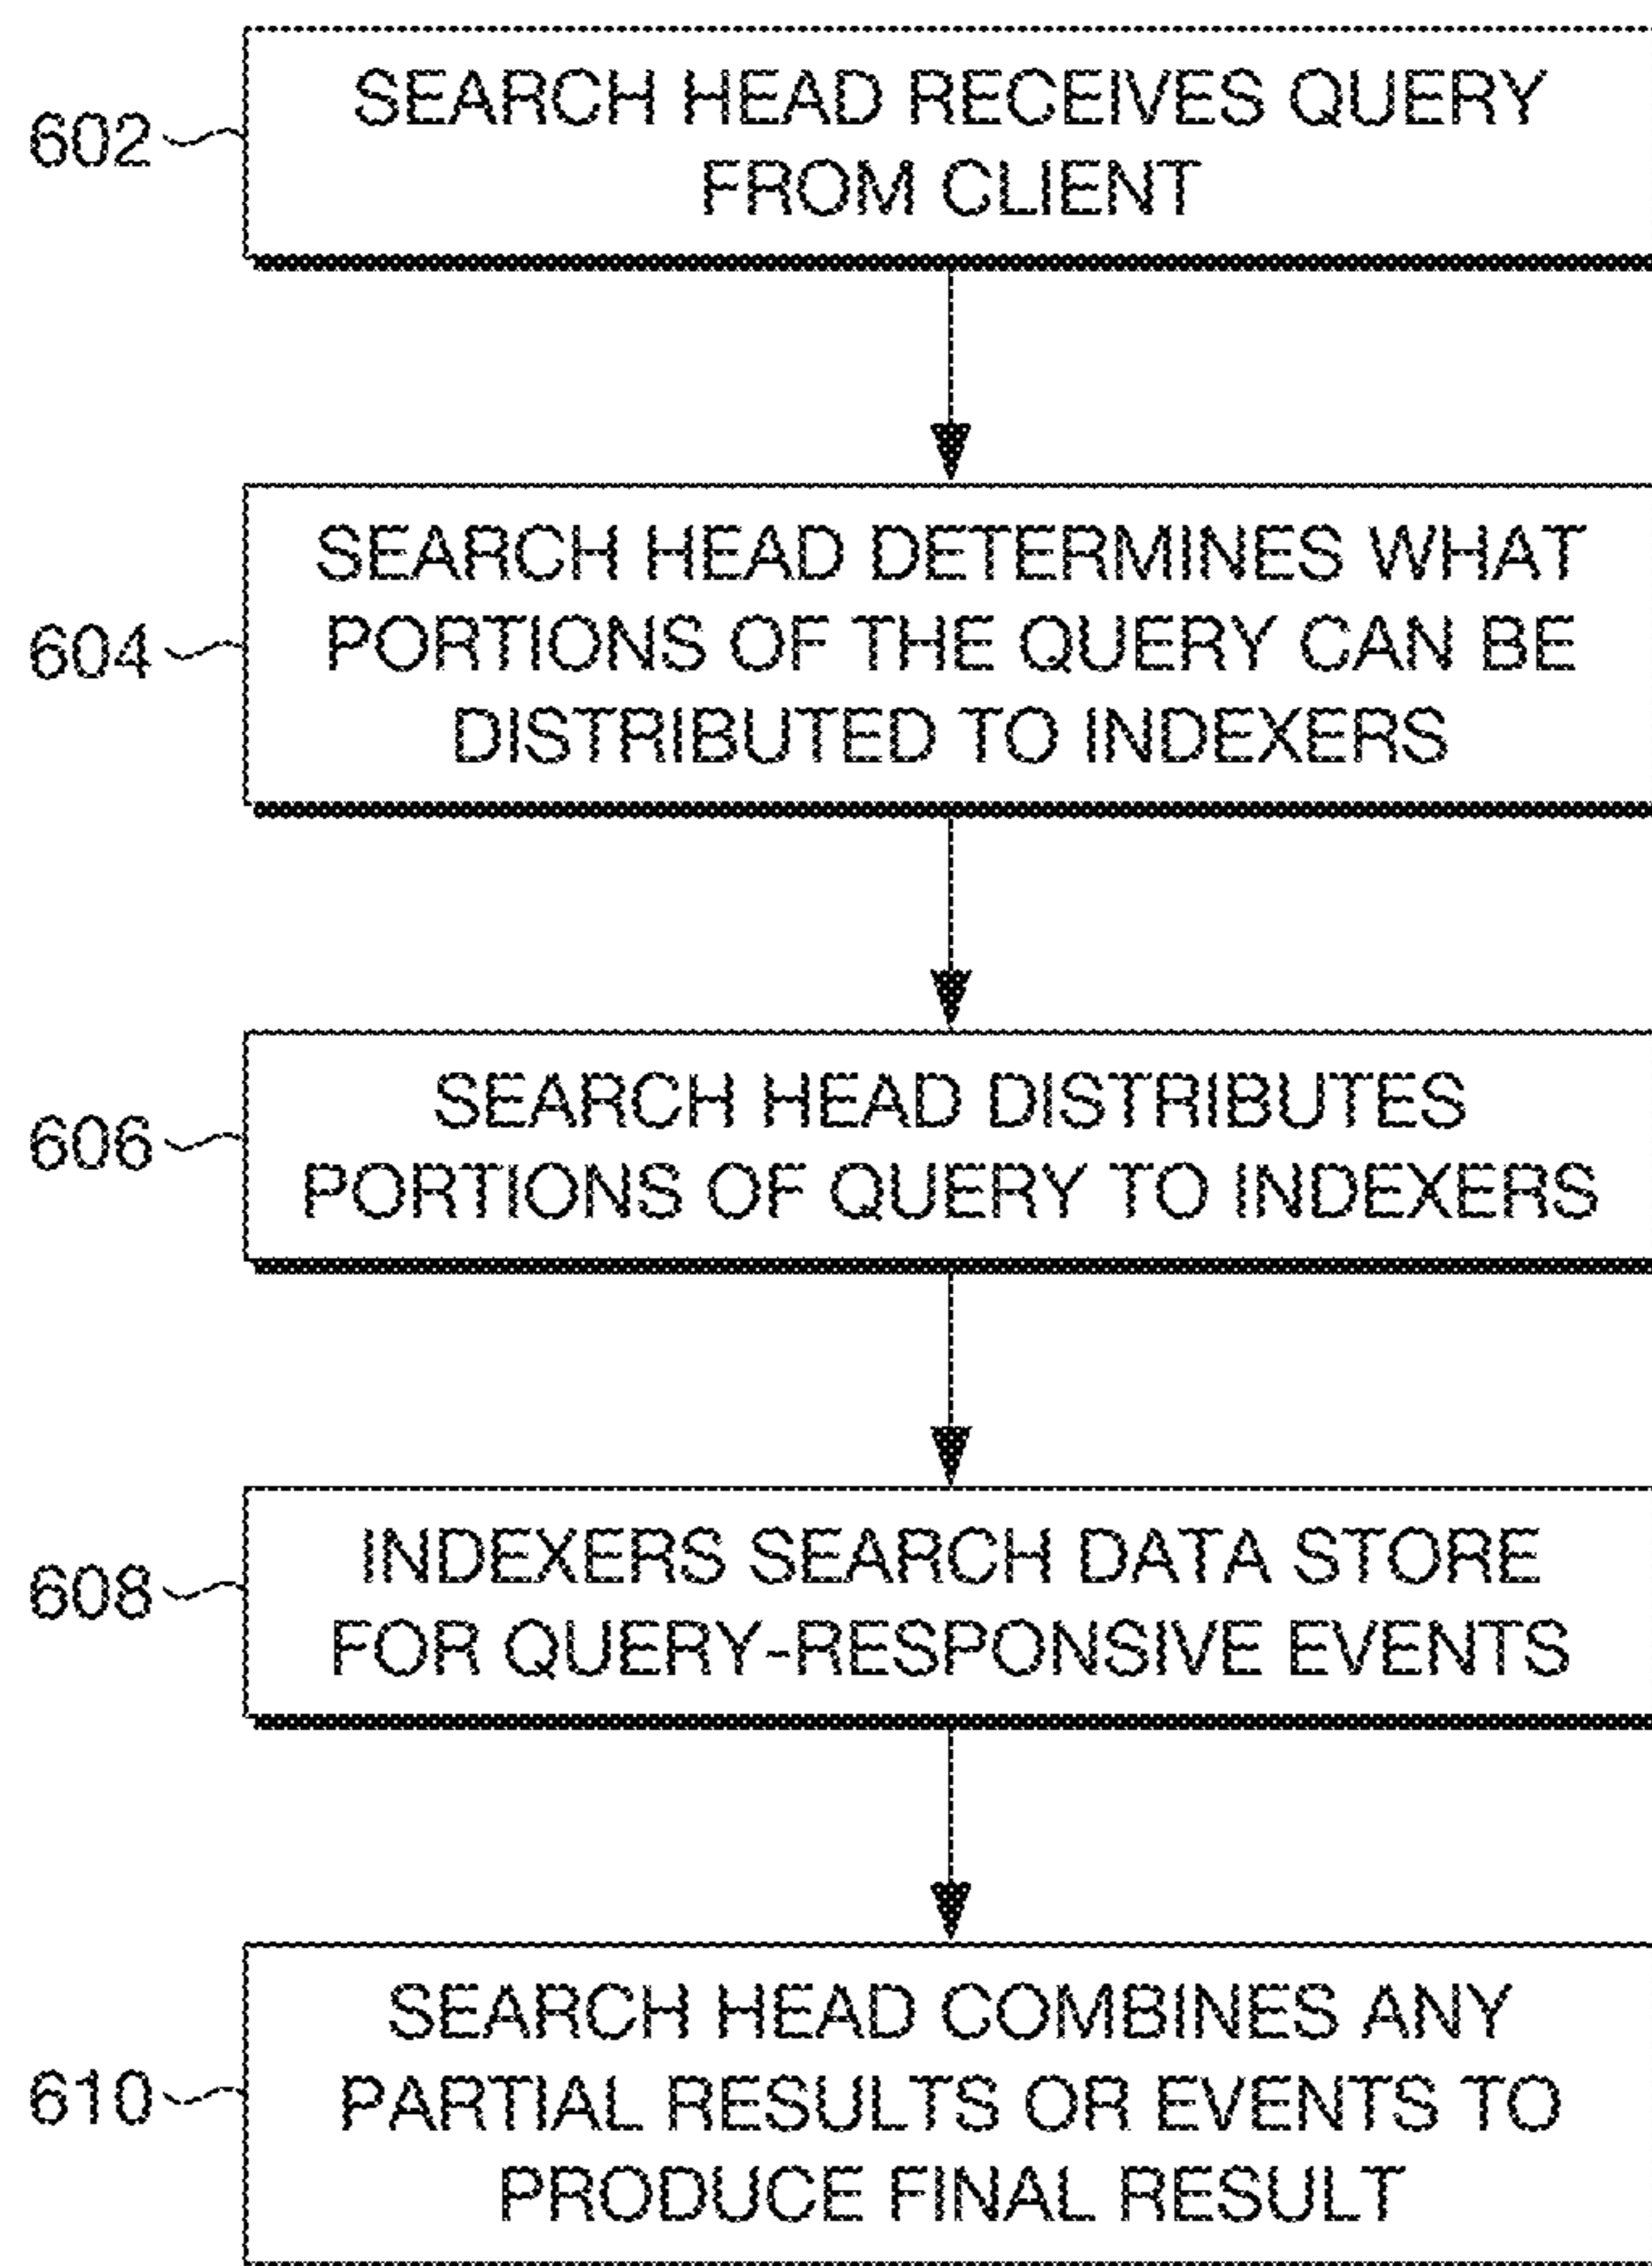 SEARCH HEAD RECEIVES QUERY
602
FROM CLIENT
SEARCH HEAD DETERMINES WHAT
604
PORTIONS OF THE QUERY CAN BE
DISTRIBUTED TO INDEXERS
SEARCH HEAD DISTRIBUTES
606
PORTIONS OF QUERY TO INDEXERS
INDEXERS SEARCH DATA STORE
608
FOR QUERY-RESPONSIVE EVENTS
SEARCH HEAD COMBINES ANY
610
PARTIAL RESULTS OR EVENTS TO
PRODUCE FINAL RESULT